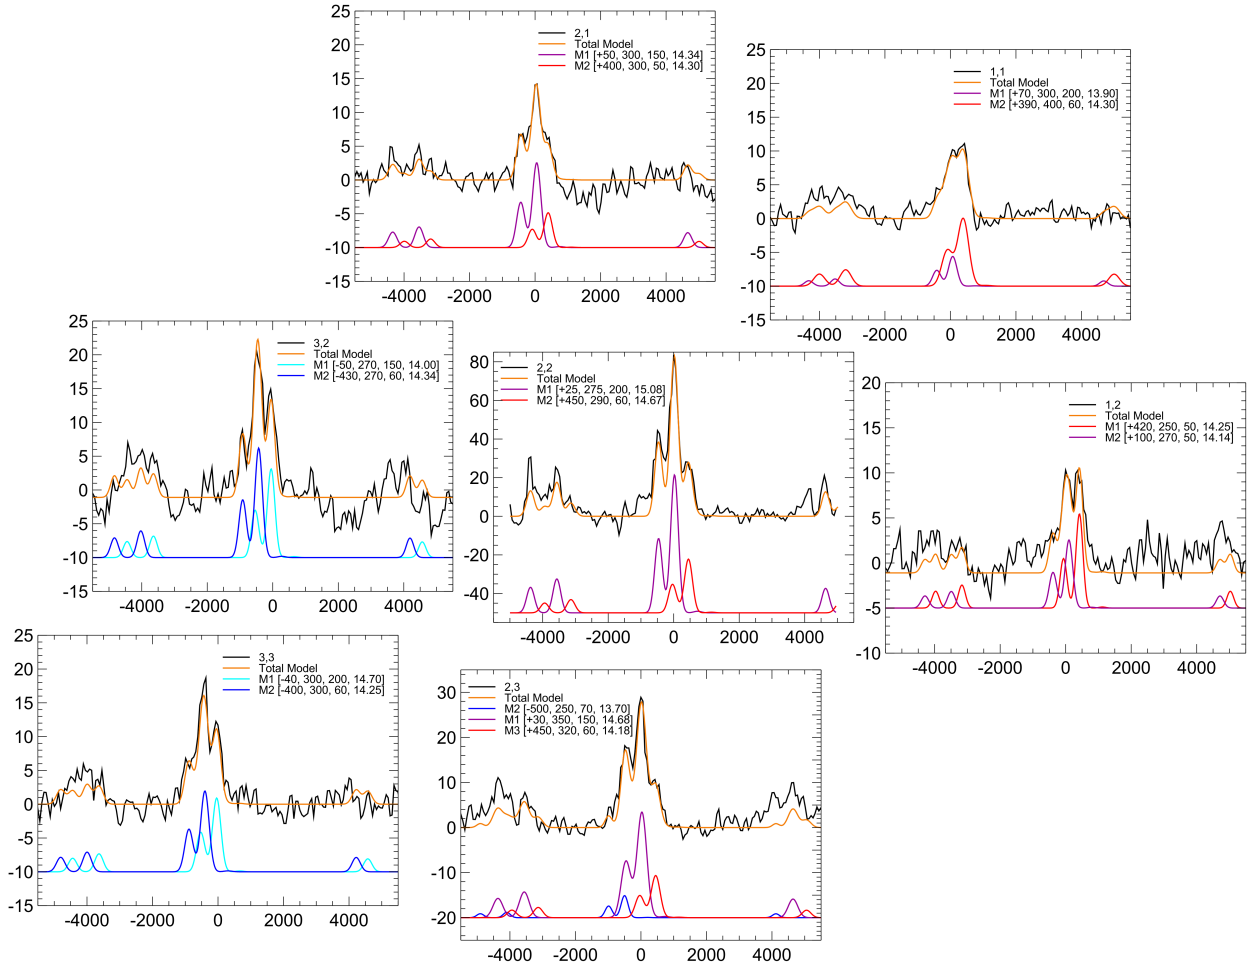 25
20
15
10
5
0
-5
-10
-15
-4000 -2000 0 2000 4000
2,1
Total Model
M1 [+50, 300, 150, 14.34]
M2 [+400, 300, 50, 14.30]
25
20
15
10
5
0
-5
-10
-15
-4000 -2000 0 2000 4000
1,1
Total Model
M1 [+70, 300, 200, 13.90]
M2 [+390, 400, 60, 14.30]
25
20
15
10
5
0
-5
-10
-15
-4000 -2000 0 2000 4000
3,2
Total Model
M1 [-50, 270, 150, 14.00]
M2 [-430, 270, 60, 14.34]
80
60
40
20
0
-20
-40
-4000 -2000 0 2000 4000
2,2
Total Model
M1 [+25, 275, 200, 15.08]
M2 [+450, 290, 60, 14.67]
20
15
10
5
0
-5
-10
-4000 -2000 0 2000 4000
1,2
Total Model
M1 [+420, 250, 50, 14.25]
M2 [+100, 270, 50, 14.14]
25
20
15
10
5
0
-5
-10
-15
-4000 -2000 0 2000 4000
3,3
Total Model
M1 [-40, 300, 200, 14.70]
M2 [-400, 300, 60, 14.25]
30
20
10
0
-10
-20
-4000 -2000 0 2000 4000
2,3
Total Model
M2 [-500, 250, 70, 13.70]
M1 [+30, 350, 150, 14.68]
M3 [+450, 320, 60, 14.18]